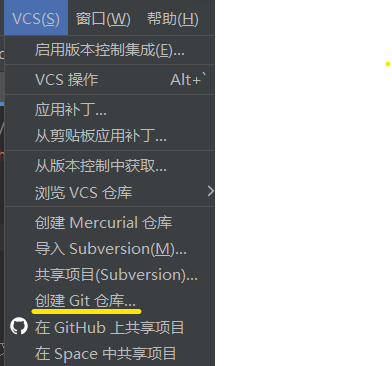 VCS(S) 窗口(W) 帮助(H)
启用版本控制集成(E)...
VCS 操作 Alt+`
应用补丁...
从剪贴板应用补丁...
从版本控制中获取...
浏览 VCS 仓库
创建 Mercurial 仓库
导入 Subversion(M)...
共享项目(Subversion)...
创建 Git 仓库...
在 GitHub 上共享项目
在 Space 中共享项目